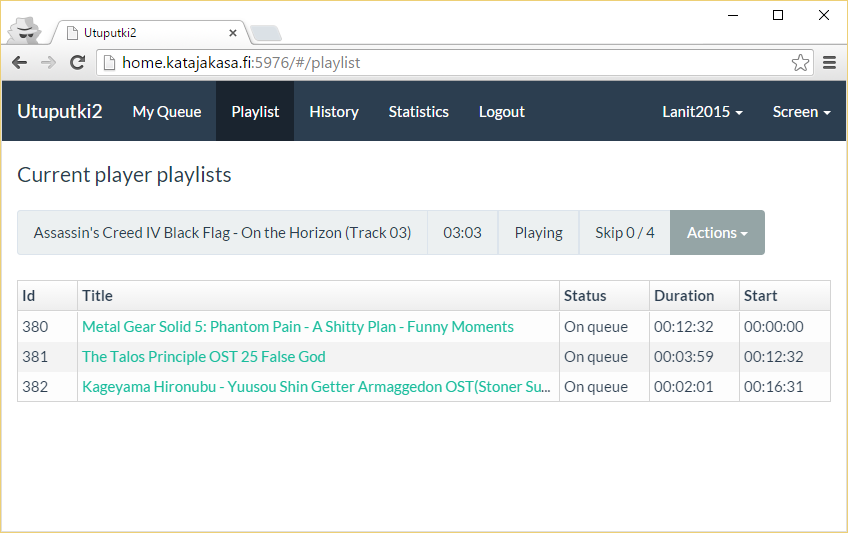 Utuputki2
home.katajakasa.fi:5976/#/playlist
Utuputki2 My Queue Playlist History Statistics Logout Lanit2015 Screen
Current player playlists
Assassin's Creed IV Black Flag - On the Horizon (Track 03) 03:03 Playing Skip 0 / 4 Actions
Id Title Status Duration Start
380 Metal Gear Solid 5: Phantom Pain - A Shitty Plan - Funny Moments On queue 00:12:32 00:00:00
381 The Talos Principle OST 25 False God On queue 00:03:59 00:12:32
382 Kageyama Hironubu - Yuusou Shin Getter Armaggedon OST(Stoner Su... On queue 00:02:01 00:16:31